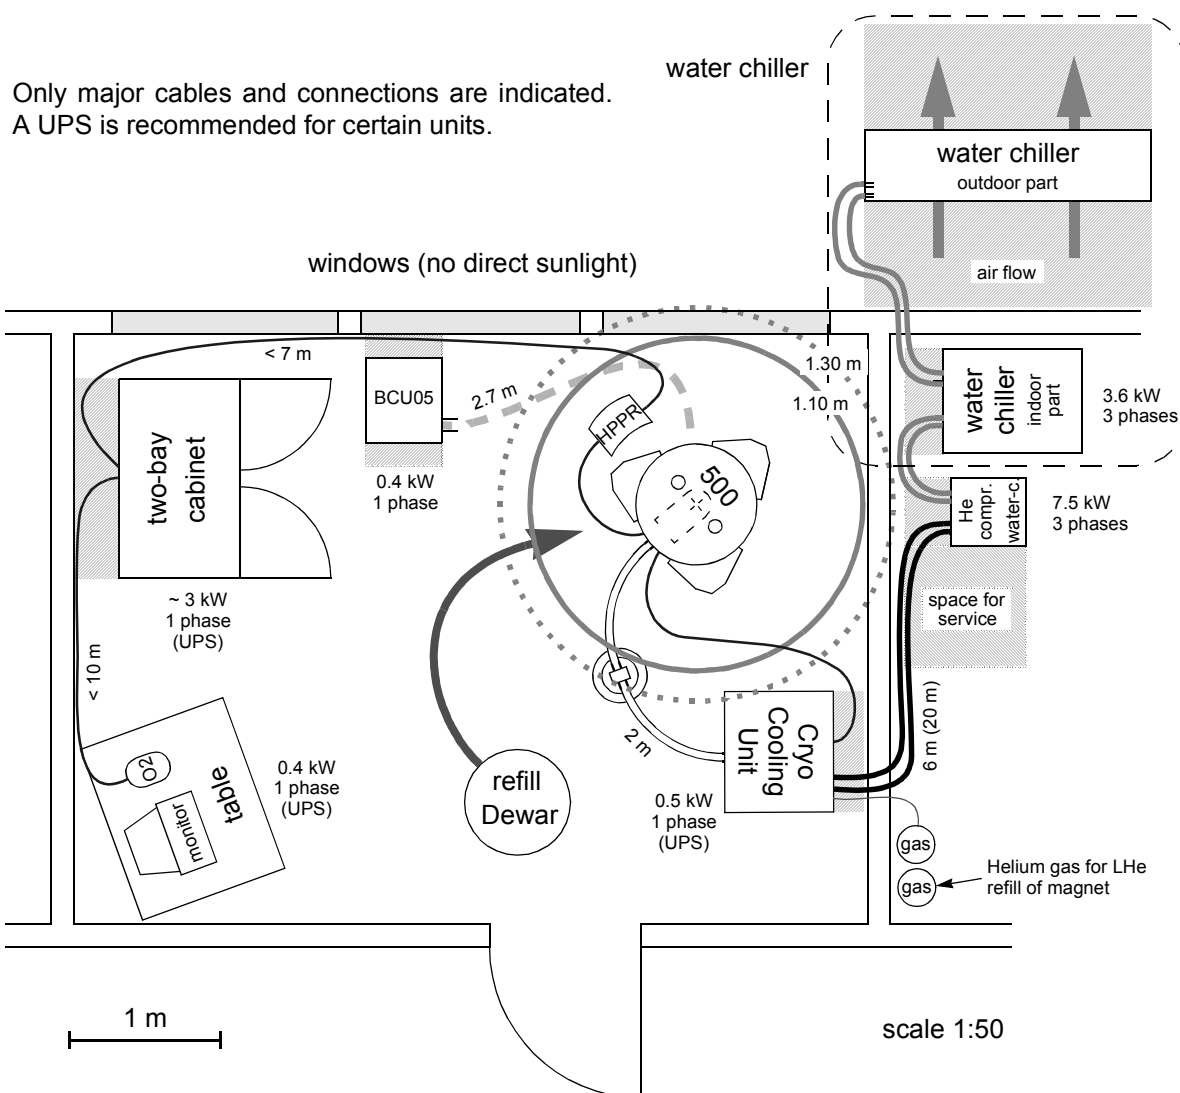 water chiller
Only major cables and connections are indicated.
A UPS is recommended for certain units.
water chiller
outdoor part
air flow
windows (no direct sunlight)
< 7 m
BCU05
2.7 m
0.4 kW
1 phase
HPPR
500
1.30 m
1.10 m
water
chiller
indoor
part
3.6 kW
3 phases
He
compr.
water-c.
7.5 kW
3 phases
space for
service
two-bay
cabinet
~ 3 kW
1 phase
(UPS)
< 10 m
O2
monitor
table
0.4 kW
1 phase
(UPS)
refill
Dewar
2 m
Cryo
Cooling
Unit
0.5 kW
1 phase
(UPS)
6 m (20 m)
gas
gas
Helium gas for LHe
refill of magnet
1 m
scale 1:50